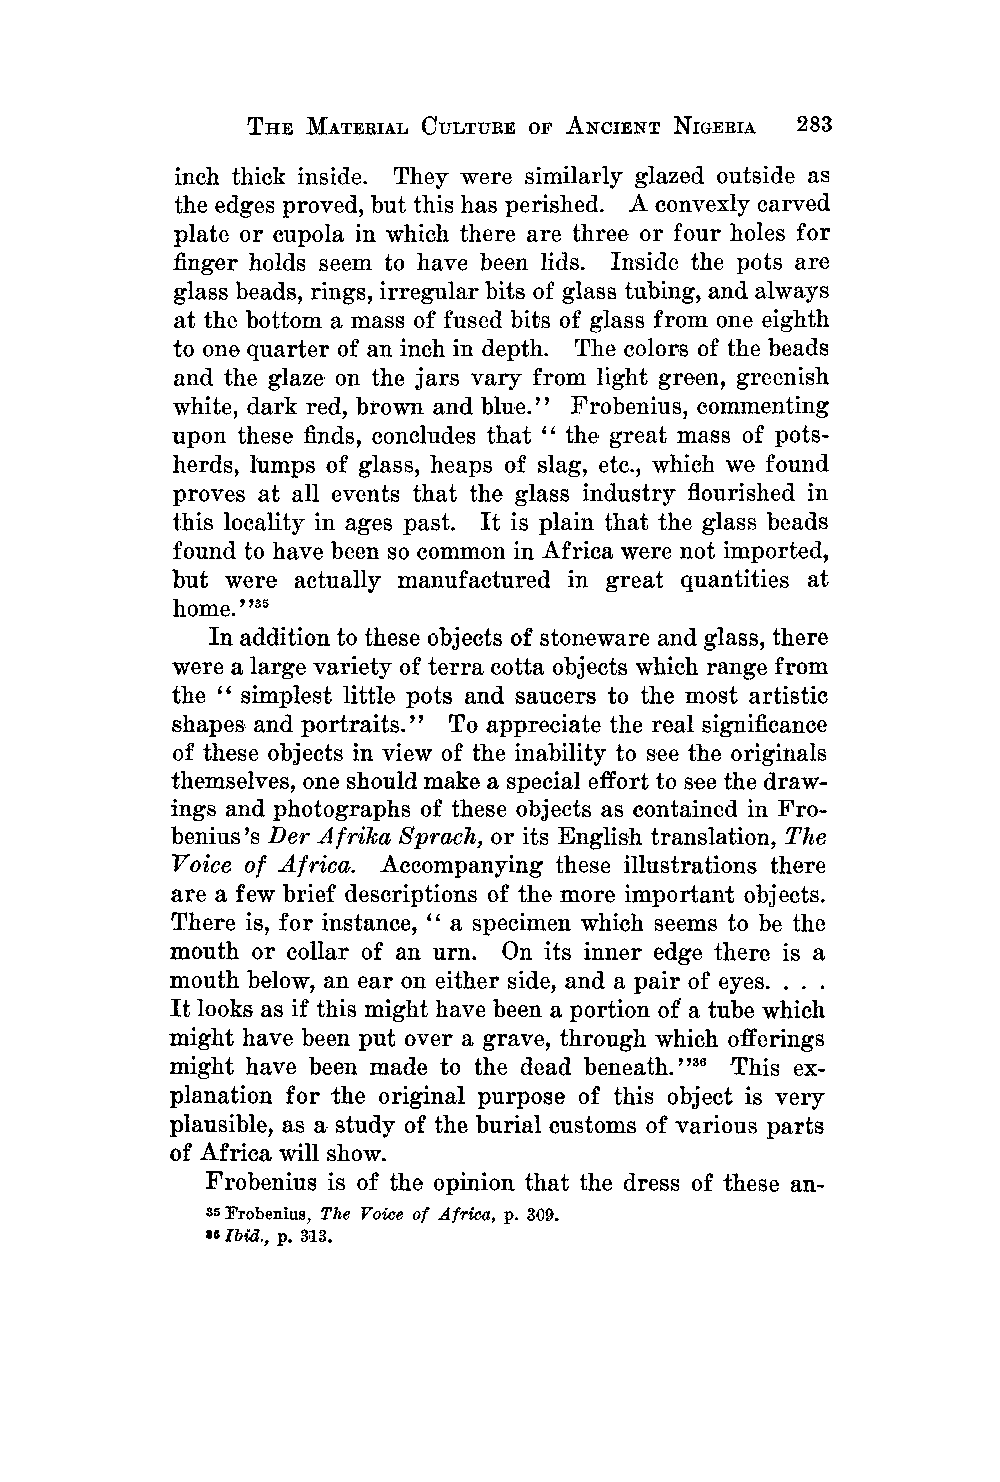 THE MATERIAL CULTURE OF ANCIENT NIGERIA 283
inch thick inside. They were similarly glazed outside as
the edges proved, but this has perished. A convexly carved
plate or cupola in which there are three or four holes for
finger holds seem to have been lids. Inside the pots are
glass beads, rings, irregular bits of glass tubing, and always
at the bottom a mass of fused bits of glass from one eighth
to one quarter of an inch in depth. The colors of the beads
and the glaze on the jars vary from light green, greenish
white, dark red, brown and blue.'' Frobenius, commenting
upon these finds, concludes that `` the great mass of pots-
herds, lumps of glass, heaps of slag, etc., which we found
proves at all events that the glass industry flourished in
this locality in ages past. It is plain that the glass beads
found to have been so common in Africa were not imported,
but were actually manufactured in great quantities at
home.''35
In addition to these objects of stoneware and glass, there
were a large variety of terra cotta objects which range from
the `` simplest little pots and saucers to the most artistic
shapes and portraits.'' To appreciate the real significance
of these objects in view of the inability to see the originals
themselves, one should make a special effort to see the draw-
ings and photographs of these objects as contained in Fro-
benius's Der Afrika Sprach, or its English translation, The
Voice of Africa. Accompanying these illustrations there
are a few brief descriptions of the more important objects.
There is, for instance, `` a specimen which seems to be the
mouth or collar of an urn. On its inner edge there is a
mouth below, an ear on either side, and a pair of eyes. . . .
It looks as if this might have been a portion of a tube which
might have been put over a grave, through which offerings
might have been made to the dead beneath.''36 This ex-
planation for the original purpose of this object is very
plausible, as a study of the burial customs of various parts
of Africa will show.
Frobenius is of the opinion that the dress of these an-
35 Frobenius, The Voice of Africa, p. 309.
36 Ibid., p. 313.